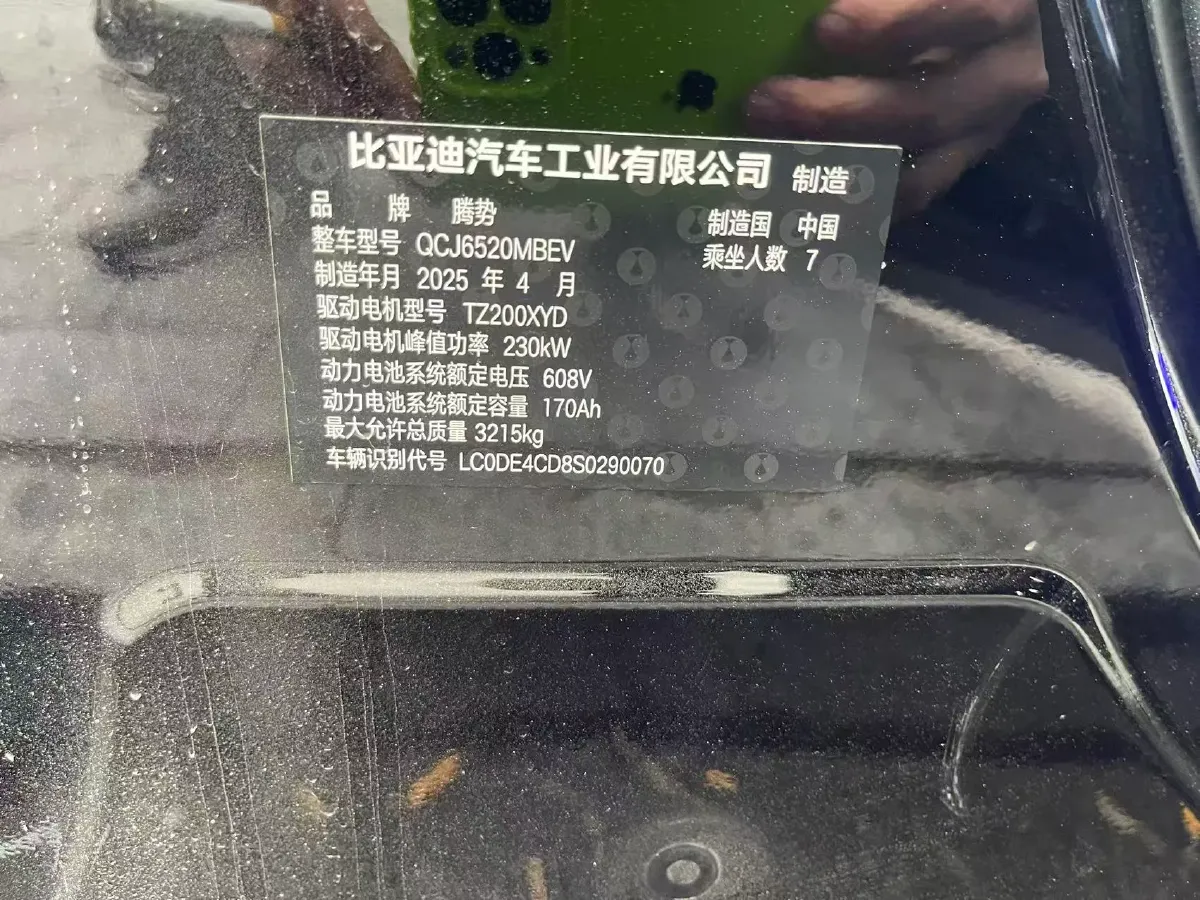 比亚迪汽车工业有限公司 制造
品 牌 腾势 制造国 中国
整车型号 QCJ6520MBEV 乘坐人数 7
制造年月 2025 年 4 月
驱动电机型号 TZ200XYD
驱动电机峰值功率 230kW
动力电池系统额定电压 608V
动力电池系统额定容量 170Ah
最大允许总质量 3215kg
车辆识别代号 LC0DE4CD8S0290070